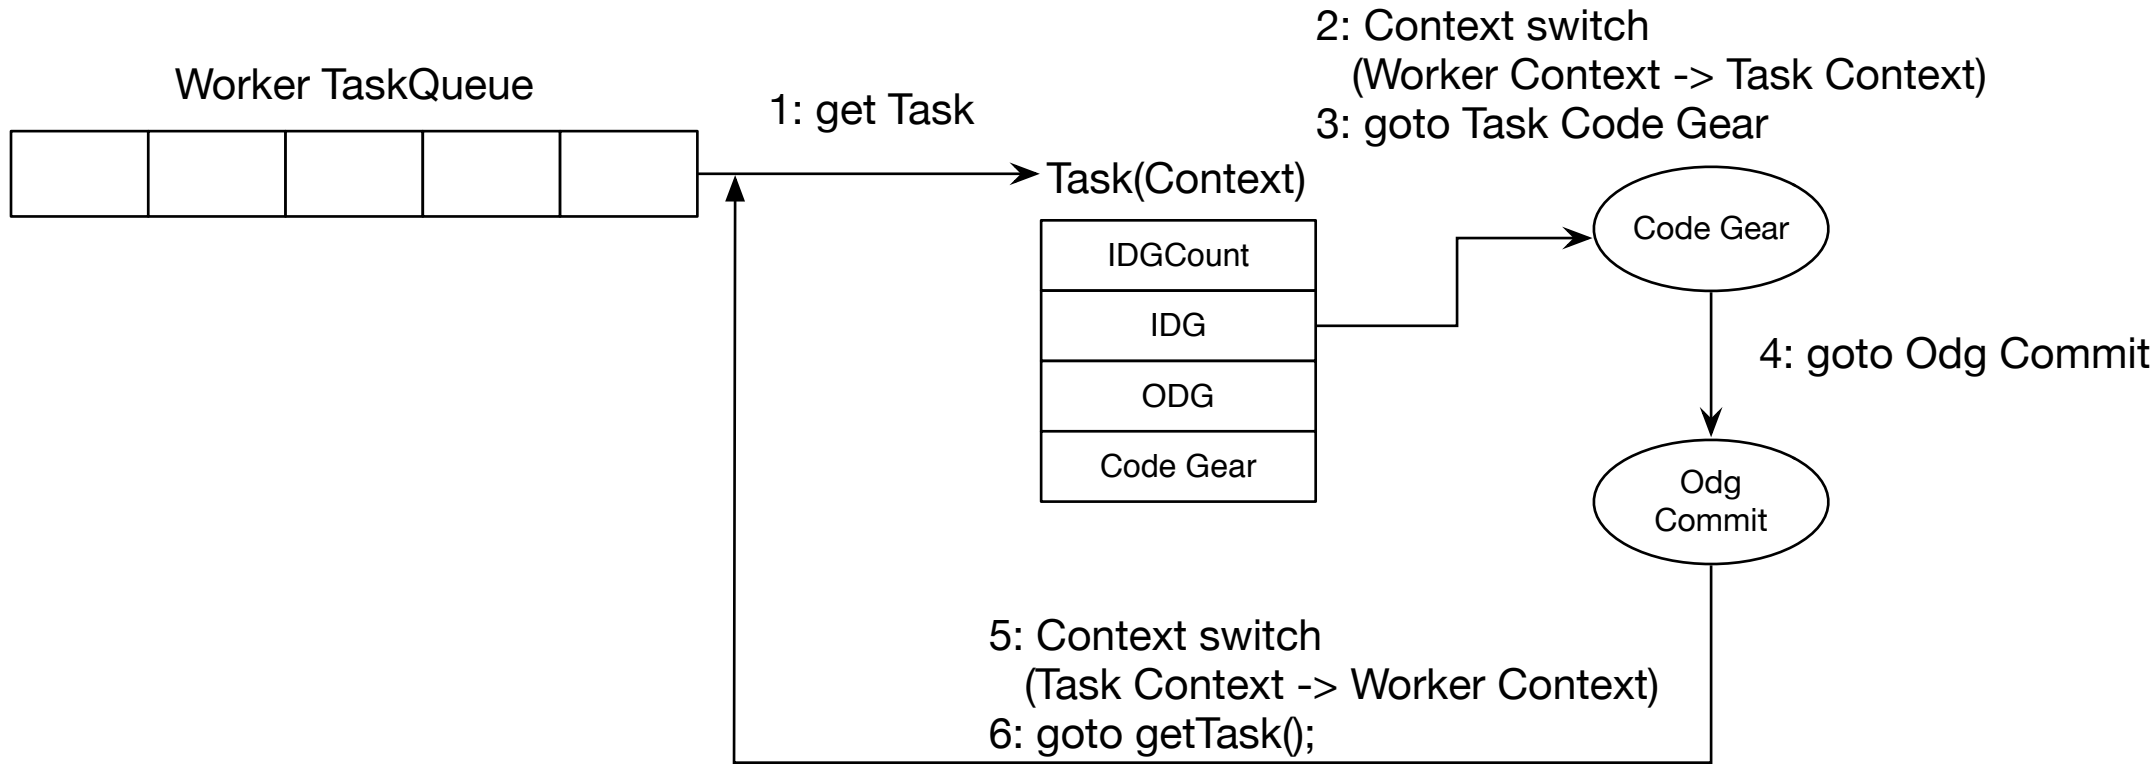 Worker TaskQueue
1: get Task
2: Context switch
(Worker Context -> Task Context)
3: goto Task Code Gear
Task(Context)
IDGCount
IDG
ODG
Code Gear
Code Gear
4: goto Odg Commit
Odg
Commit
5: Context switch
(Task Context -> Worker Context)
6: goto getTask();